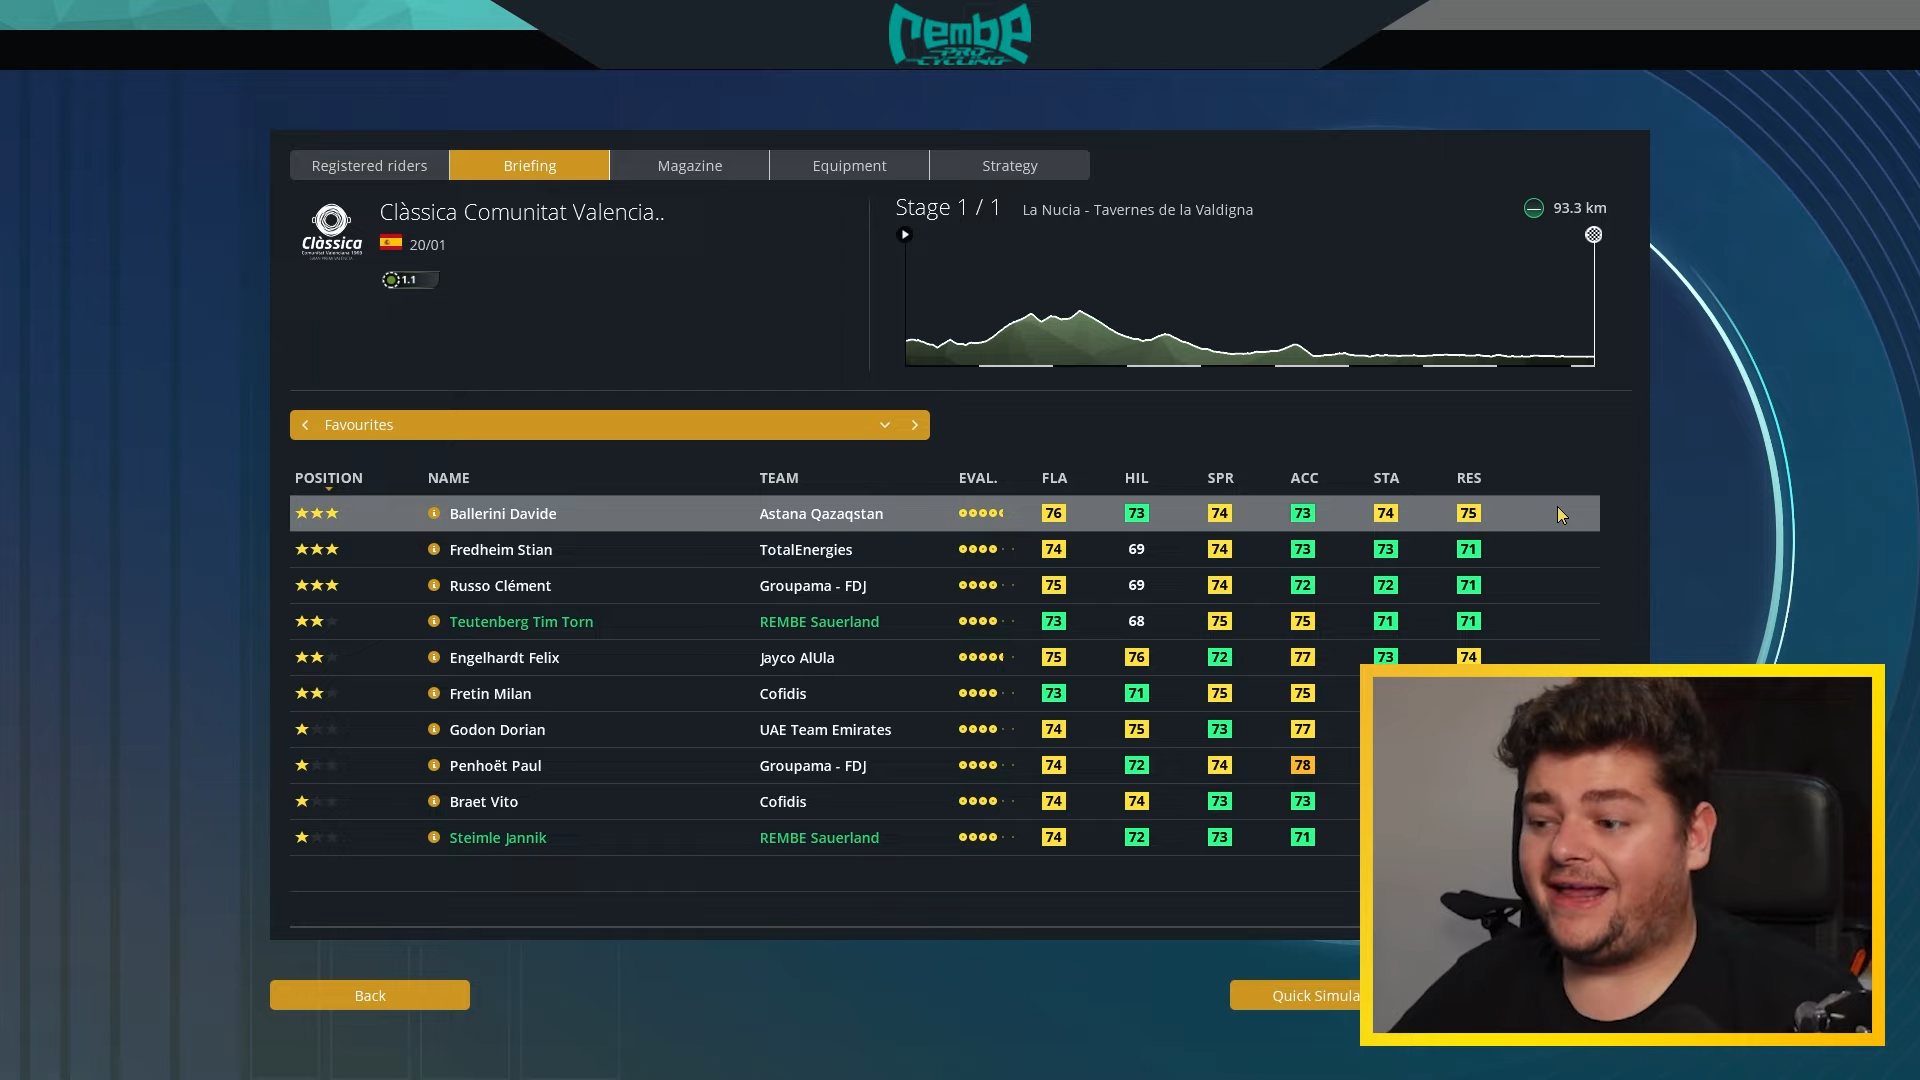 rembe
PRO
CYCLING
Registered riders
Briefing
Magazine
Equipment
Strategy
Clàssica
Clàssica Comunitat Valencia..
20/01
1.1
Stage 1 / 1
La Nucia - Tavernes de la Valdigna
93.3 km
Favourites
POSITION NAME TEAM EVAL. FLA HIL SPR ACC STA RES
Ballerini Davide Astana Qazaqstan 76 73 74 73 74 75
Fredheim Stian TotalEnergies 74 69 74 73 73 71
Russo Clément Groupama - FDJ 75 69 74 72 72 71
Teutenberg Tim Torn REMBE Sauerland 73 68 75 75 71 71
Engelhardt Felix Jayco AlUla 75 76 72 77 73 74
Fretin Milan Cofidis 73 71 75 75
Godon Dorian UAE Team Emirates 74 75 73 77
Penhoët Paul Groupama - FDJ 74 72 74 78
Braet Vito Cofidis 74 74 73 73
Steimle Jannik REMBE Sauerland 74 72 73 71
Back
Quick Simula